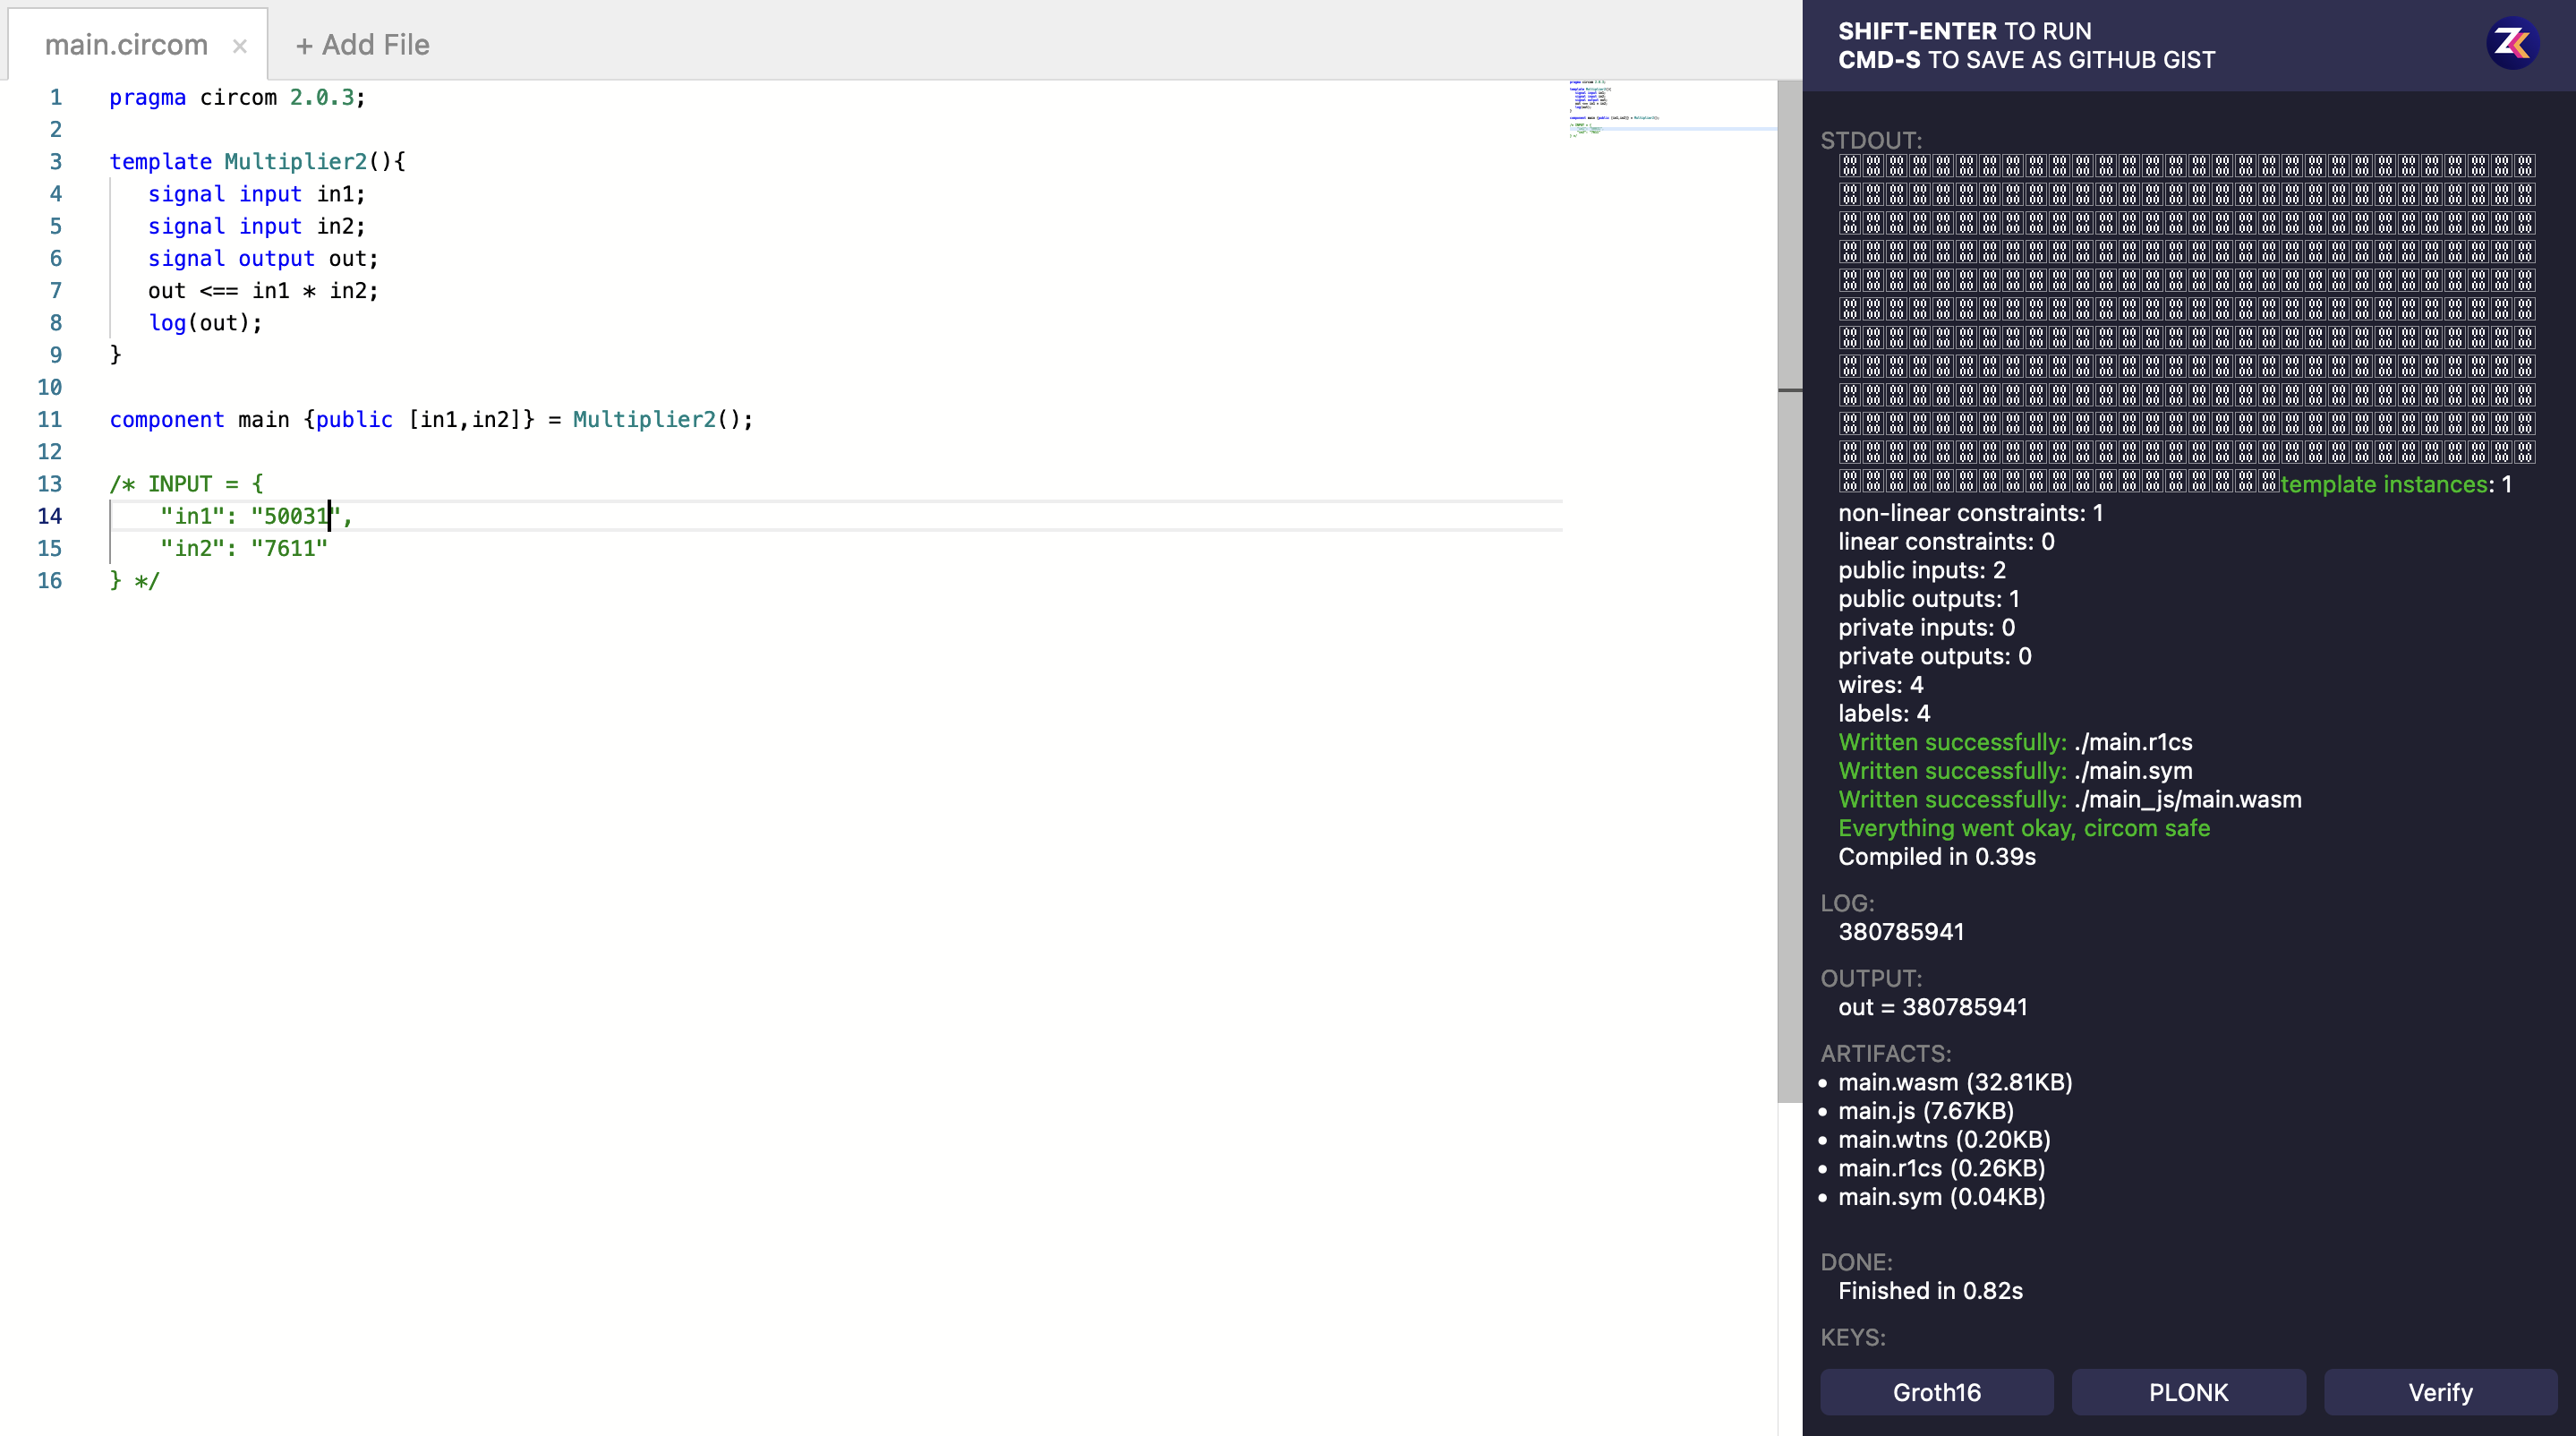 main.circom × + Add File
1 pragma circom 2.0.3;
2
3 template Multiplier2(){
4 signal input in1;
5 signal input in2;
6 signal output out;
7 out <== in1 * in2;
8 log(out);
9 }
10
11 component main {public [in1,in2]} = Multiplier2();
12
13 /* INPUT = {
14 "in1": "50031",
15 "in2": "7611"
16 } */
SHIFT-ENTER TO RUN
CMD-S TO SAVE AS GITHUB GIST
STDOUT:
template instances: 1
non-linear constraints: 1
linear constraints: 0
public inputs: 2
public outputs: 1
private inputs: 0
private outputs: 0
wires: 4
labels: 4
Written successfully: ./main.r1cs
Written successfully: ./main.sym
Written successfully: ./main_js/main.wasm
Everything went okay, circom safe
Compiled in 0.39s
LOG:
380785941
OUTPUT:
out = 380785941
ARTIFACTS:
• main.wasm (32.81KB)
• main.js (7.67KB)
• main.wtns (0.20KB)
• main.r1cs (0.26KB)
• main.sym (0.04KB)
DONE:
Finished in 0.82s
KEYS:
Groth16 PLONK Verify